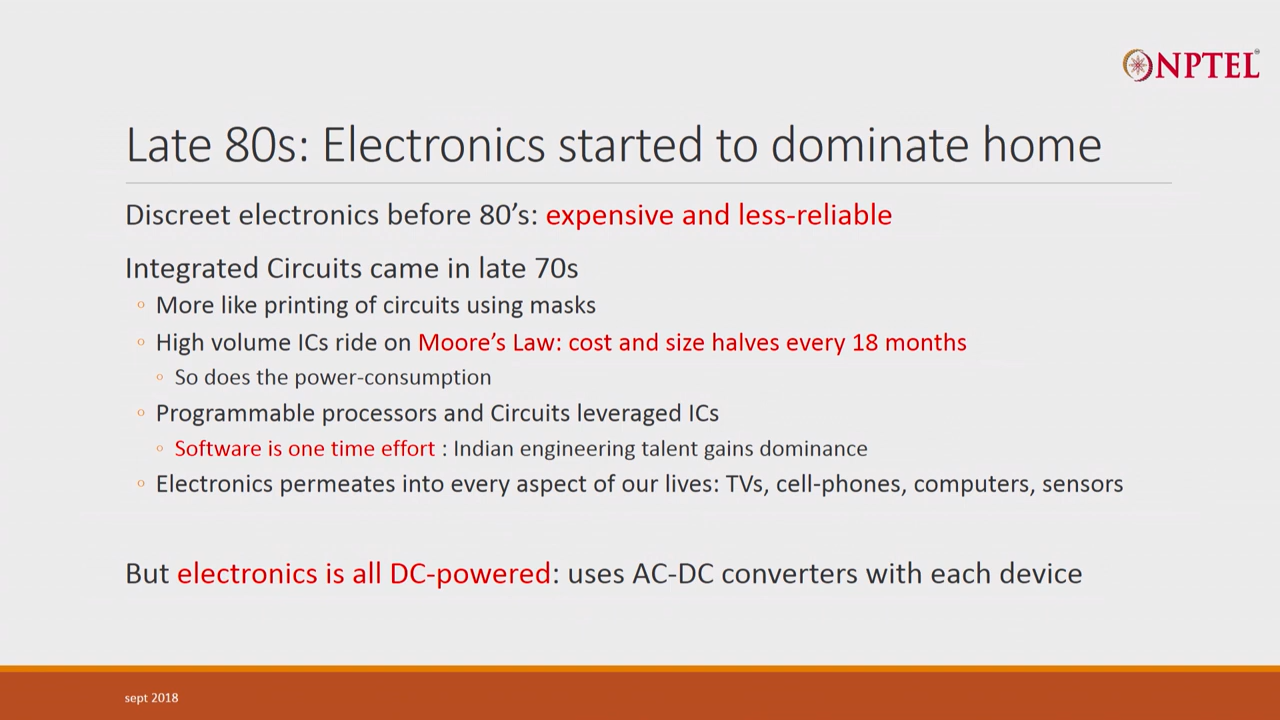 NPTEL
Late 80s: Electronics started to dominate home
Discreet electronics before 80’s: expensive and less-reliable
Integrated Circuits came in late 70s
◦ More like printing of circuits using masks
◦ High volume ICs ride on Moore’s Law: cost and size halves every 18 months
◦ So does the power-consumption
◦ Programmable processors and Circuits leveraged ICs
◦ Software is one time effort : Indian engineering talent gains dominance
◦ Electronics permeates into every aspect of our lives: TVs, cell-phones, computers, sensors
But electronics is all DC-powered: uses AC-DC converters with each device
sept 2018